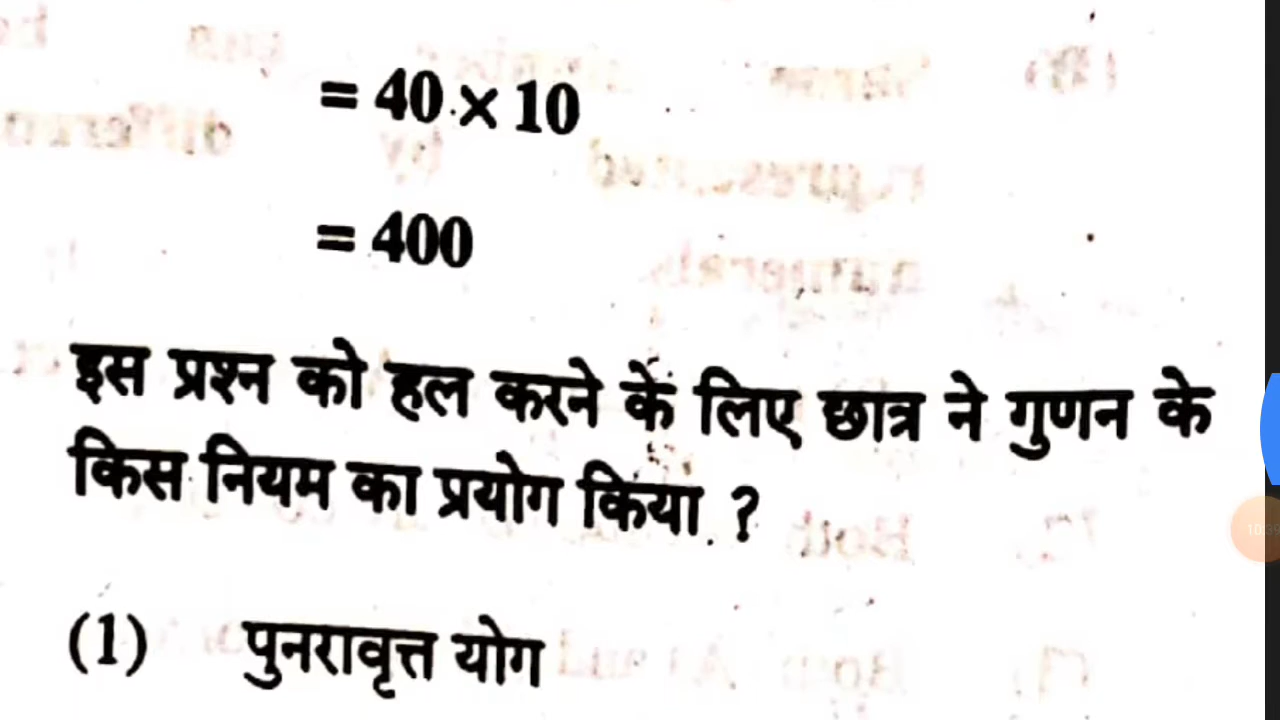 = 40 × 10
= 400
इस प्रश्न को हल करने के लिए छात्र ने गुणन के
किस नियम का प्रयोग किया ?
(1) पुनरावृत्त योग